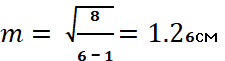 m = √(8 / (6 − 1)) = 1.26см